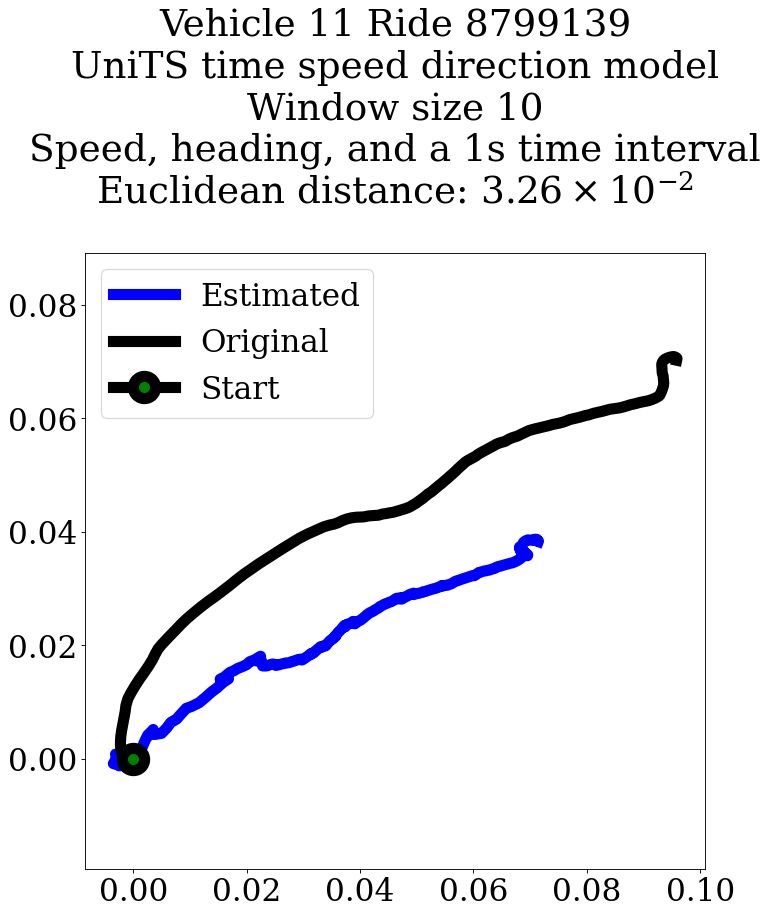 Vehicle 11 Ride 8799139
UniTS time speed direction model
Window size 10
Speed, heading, and a 1s time interval
Euclidean distance: 3.26 × 10⁻²
Estimated
Original
Start
0.08
0.06
0.04
0.02
0.00
0.00 0.02 0.04 0.06 0.08 0.10